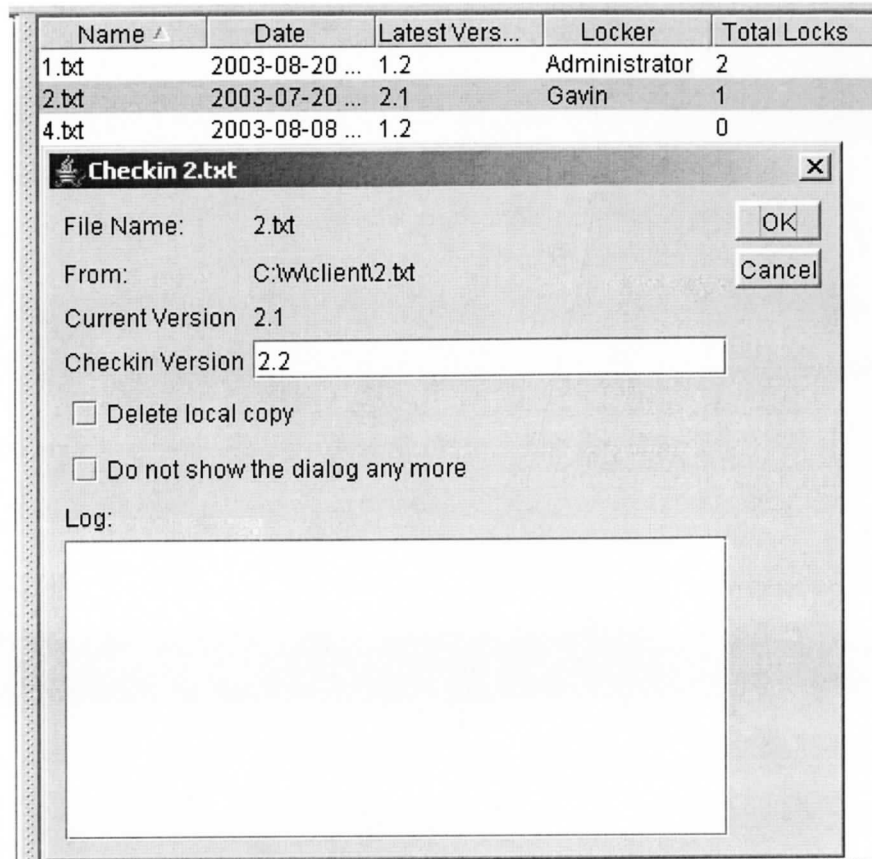 Name Date Latest Vers... Locker Total Locks
1.txt 2003-08-20 ... 1.2 Administrator 2
2.txt 2003-07-20 ... 2.1 Gavin 1
4.txt 2003-08-08 ... 1.2 0
Checkin 2.txt
File Name: 2.txt OK
From: C:\w\client\2.txt Cancel
Current Version 2.1
Checkin Version 2.2
Delete local copy
Do not show the dialog any more
Log: